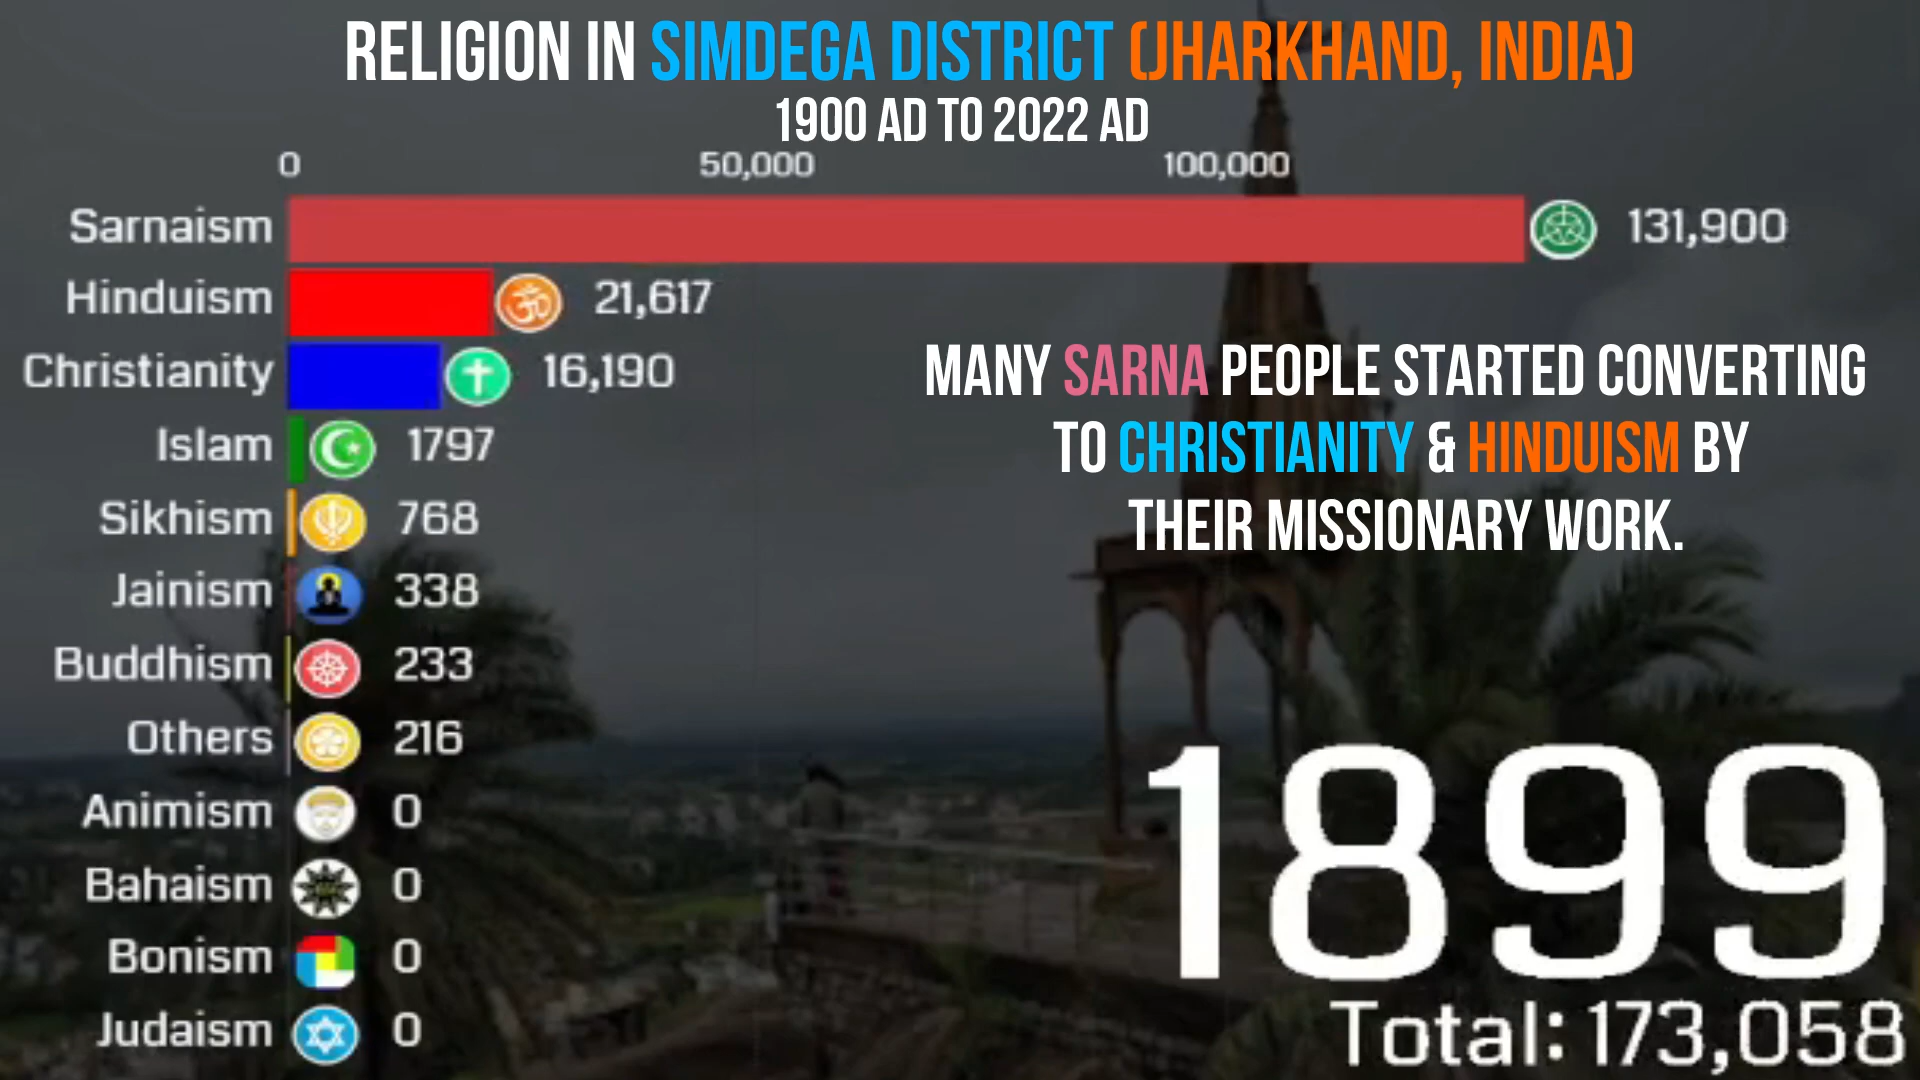 RELIGION IN SIMDEGA DISTRICT (JHARKHAND, INDIA)
1900 AD TO 2022 AD
0 50,000 100,000
Sarnaism 131,900
Hinduism 21,617
Christianity 16,190
Islam 1797
Sikhism 768
Jainism 338
Buddhism 233
Others 216
Animism 0
Bahaism 0
Bonism 0
Judaism 0
MANY SARNA PEOPLE STARTED CONVERTING
TO CHRISTIANITY & HINDUISM BY
THEIR MISSIONARY WORK.
1899
Total: 173,058